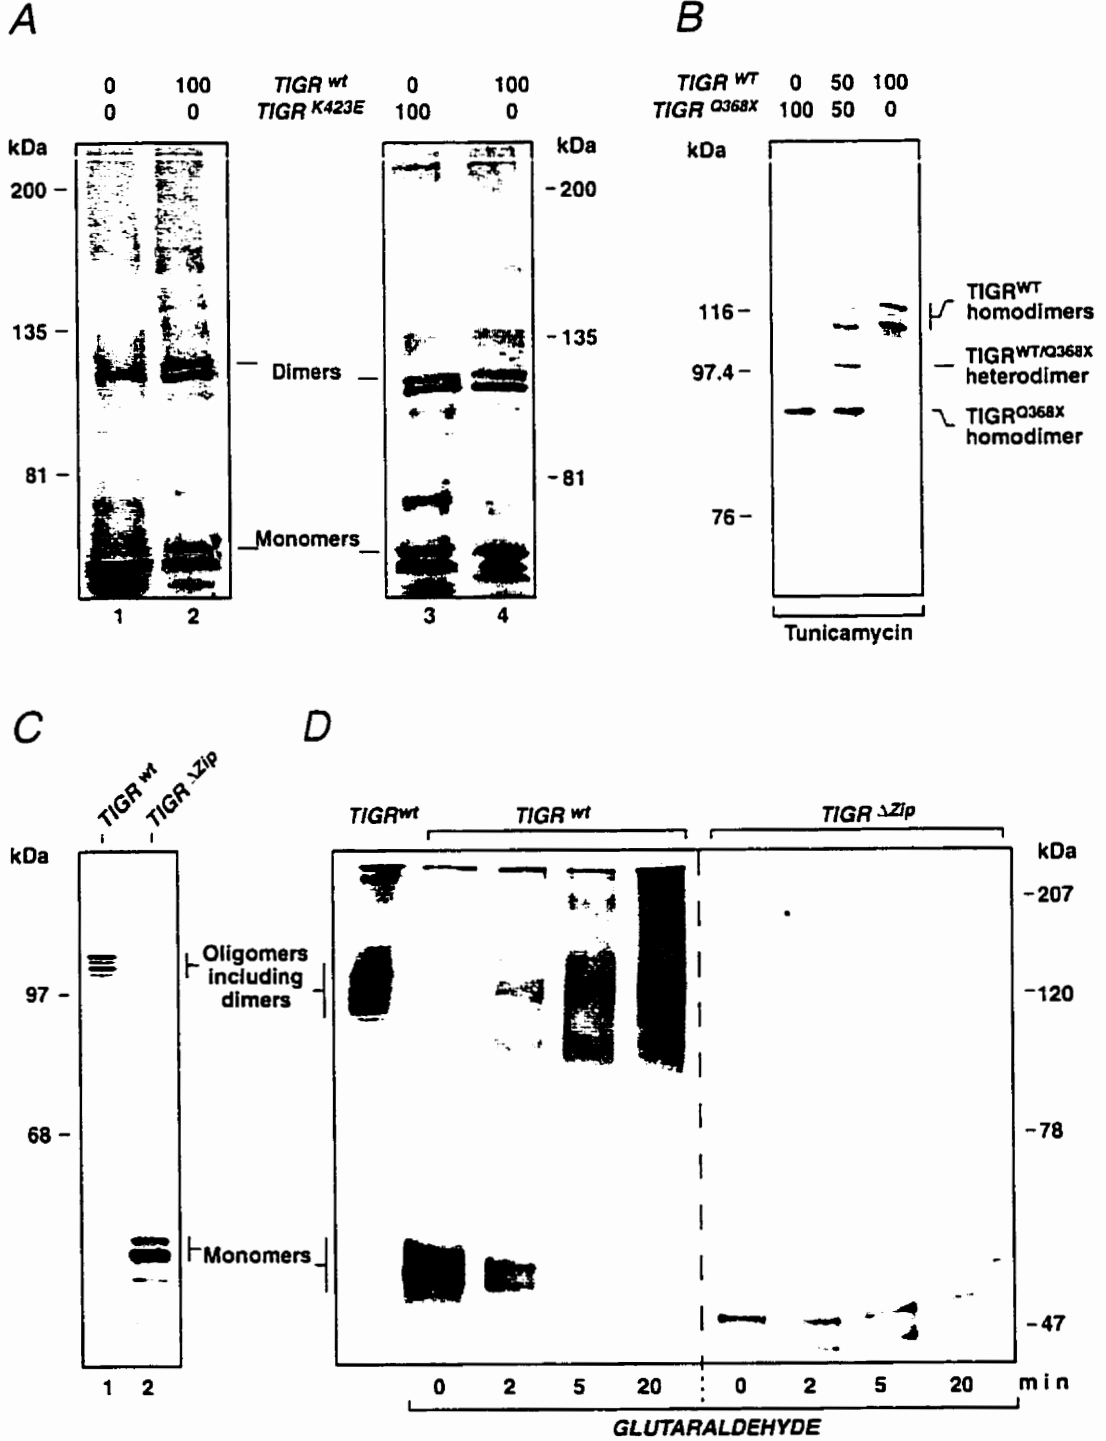 A
0 100 TIGR wt 0 100
0 0 TIGR K423E 100 0
kDa kDa
200 – – 200
135 – – 135
Dimers
81 – – 81
Monomers
1 2 3 4
B
TIGR WT 0 50 100
TIGR Q368X 100 50 0
kDa
116 –
97.4 –
76 –
TIGRWT
homodimers
TIGRWT/Q368X
heterodimer
TIGRQ368X
homodimer
Tunicamycin
C
TIGR wt
TIGR ΔZip
kDa
97 –
68 –
1 2
Oligomers
including
dimers
Monomers
D
TIGRwt TIGR wt TIGR ΔZip
kDa
– 207
– 120
– 78
– 47
0 2 5 20 0 2 5 20 min
GLUTARALDEHYDE